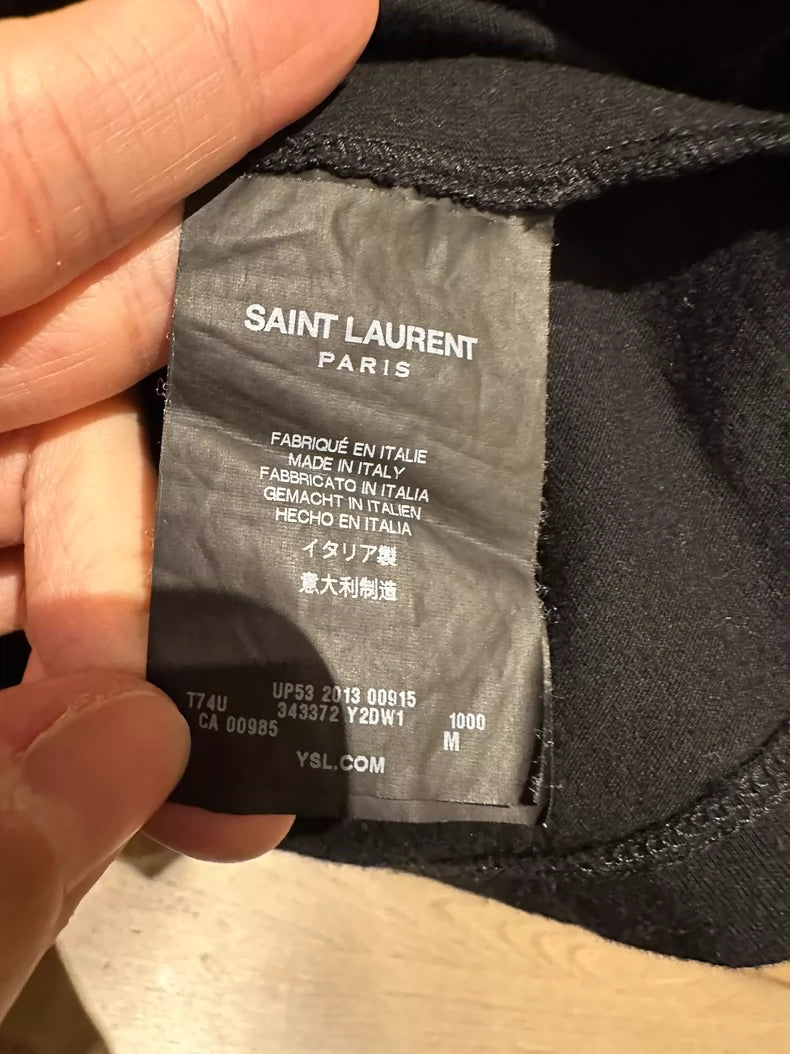 SAINT LAURENT
PARIS
FABRIQUÉ EN ITALIE
MADE IN ITALY
FABBRICATO IN ITALIA
GEMACHT IN ITALIEN
HECHO EN ITALIA
イタリア製
意大利制造
T74U UP53 2013 00915
343372 Y2DW1 1000
CA 00985 M
YSL.COM